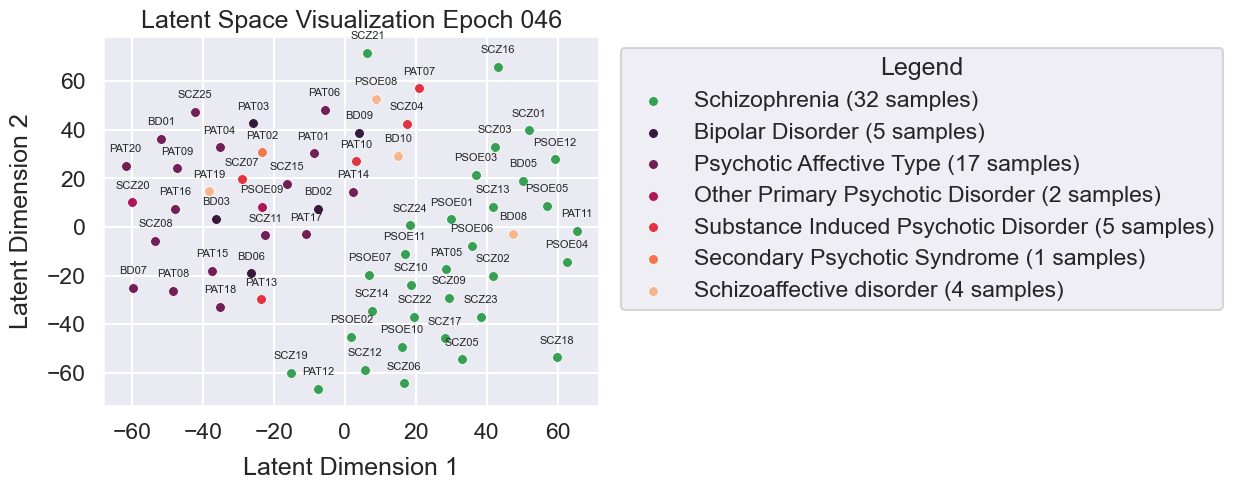 Latent Space Visualization Epoch 046
Latent Dimension 2
60
40
20
0
−20
−40
−60
SCZ21
SCZ16
PAT07
PSOE08
SCZ25
PAT06
PAT03
SCZ04
SCZ01
BD01
BD09
PAT04
PAT02
PAT01
PAT10
BD10
SCZ03
PSOE12
PAT20
PAT09
SCZ07
SCZ15
PSOE03
BD05
PAT19
SCZ20
PAT16
PSOE09
PAT14
SCZ13
PSOE05
BD03
BD02
SCZ24
PSOE01
BD08
PAT11
SCZ08
SCZ11
PAT17
PSOE11
PSOE06
PSOE04
PAT15
BD06
PSOE07
SCZ10
PAT05
SCZ02
BD07
PAT08
PAT13
PAT18
SCZ14
SCZ22
SCZ09
SCZ23
PSOE02
PSOE10
SCZ17
SCZ05
SCZ18
SCZ19
PAT12
SCZ12
SCZ06
−60 −40 −20 0 20 40 60
Latent Dimension 1
Legend
Schizophrenia (32 samples)
Bipolar Disorder (5 samples)
Psychotic Affective Type (17 samples)
Other Primary Psychotic Disorder (2 samples)
Substance Induced Psychotic Disorder (5 samples)
Secondary Psychotic Syndrome (1 samples)
Schizoaffective disorder (4 samples)